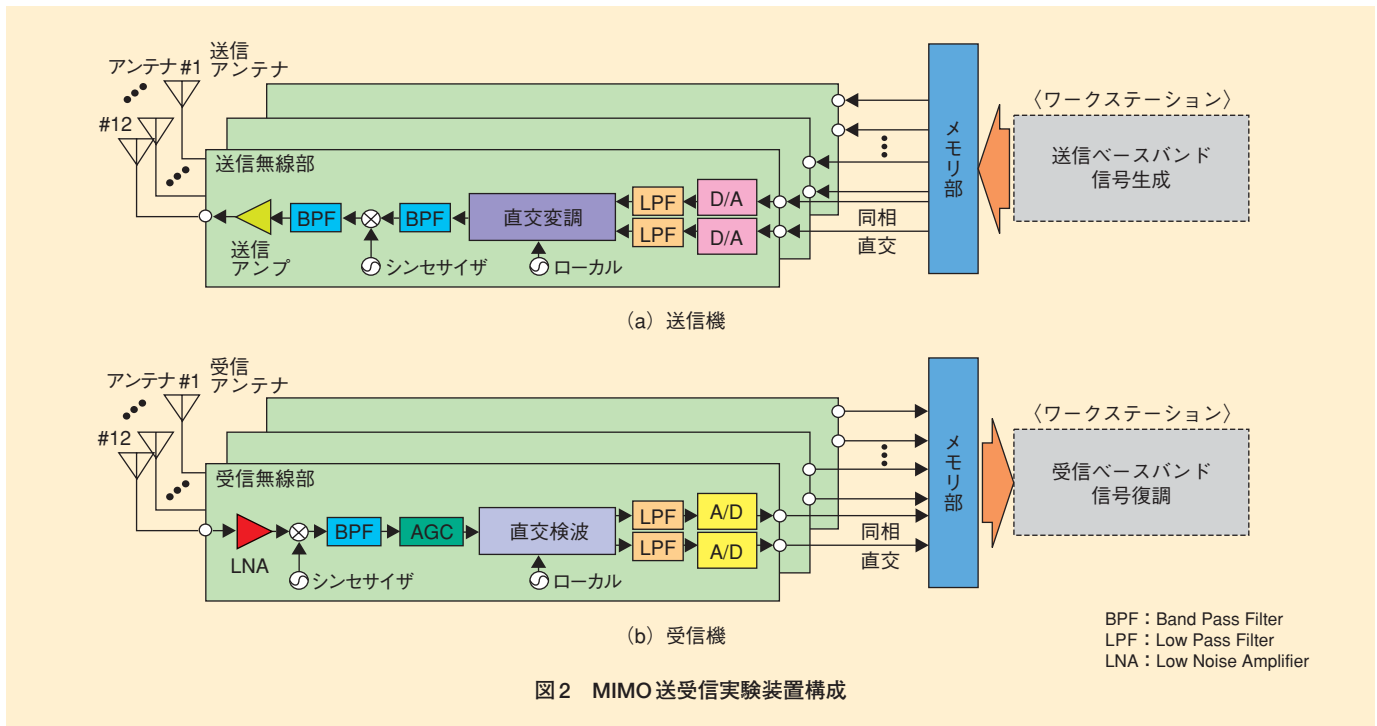 アンテナ#1
送信
アンテナ
#12
送信無線部
BPF
BPF
直交変調
LPF
LPF
D/A
D/A
送信
アンプ
シンセサイザ
ローカル
同相
直交
メモリ部
〈ワークステーション〉
送信ベースバンド
信号生成
(a)送信機
アンテナ#1
受信
アンテナ
#12
受信無線部
LNA
BPF
AGC
直交検波
LPF
LPF
A/D
A/D
シンセサイザ
ローカル
同相
直交
メモリ部
〈ワークステーション〉
受信ベースバンド
信号復調
(b)受信機
BPF:Band Pass Filter
LPF:Low Pass Filter
LNA:Low Noise Amplifier
図2 MIMO送受信実験装置構成